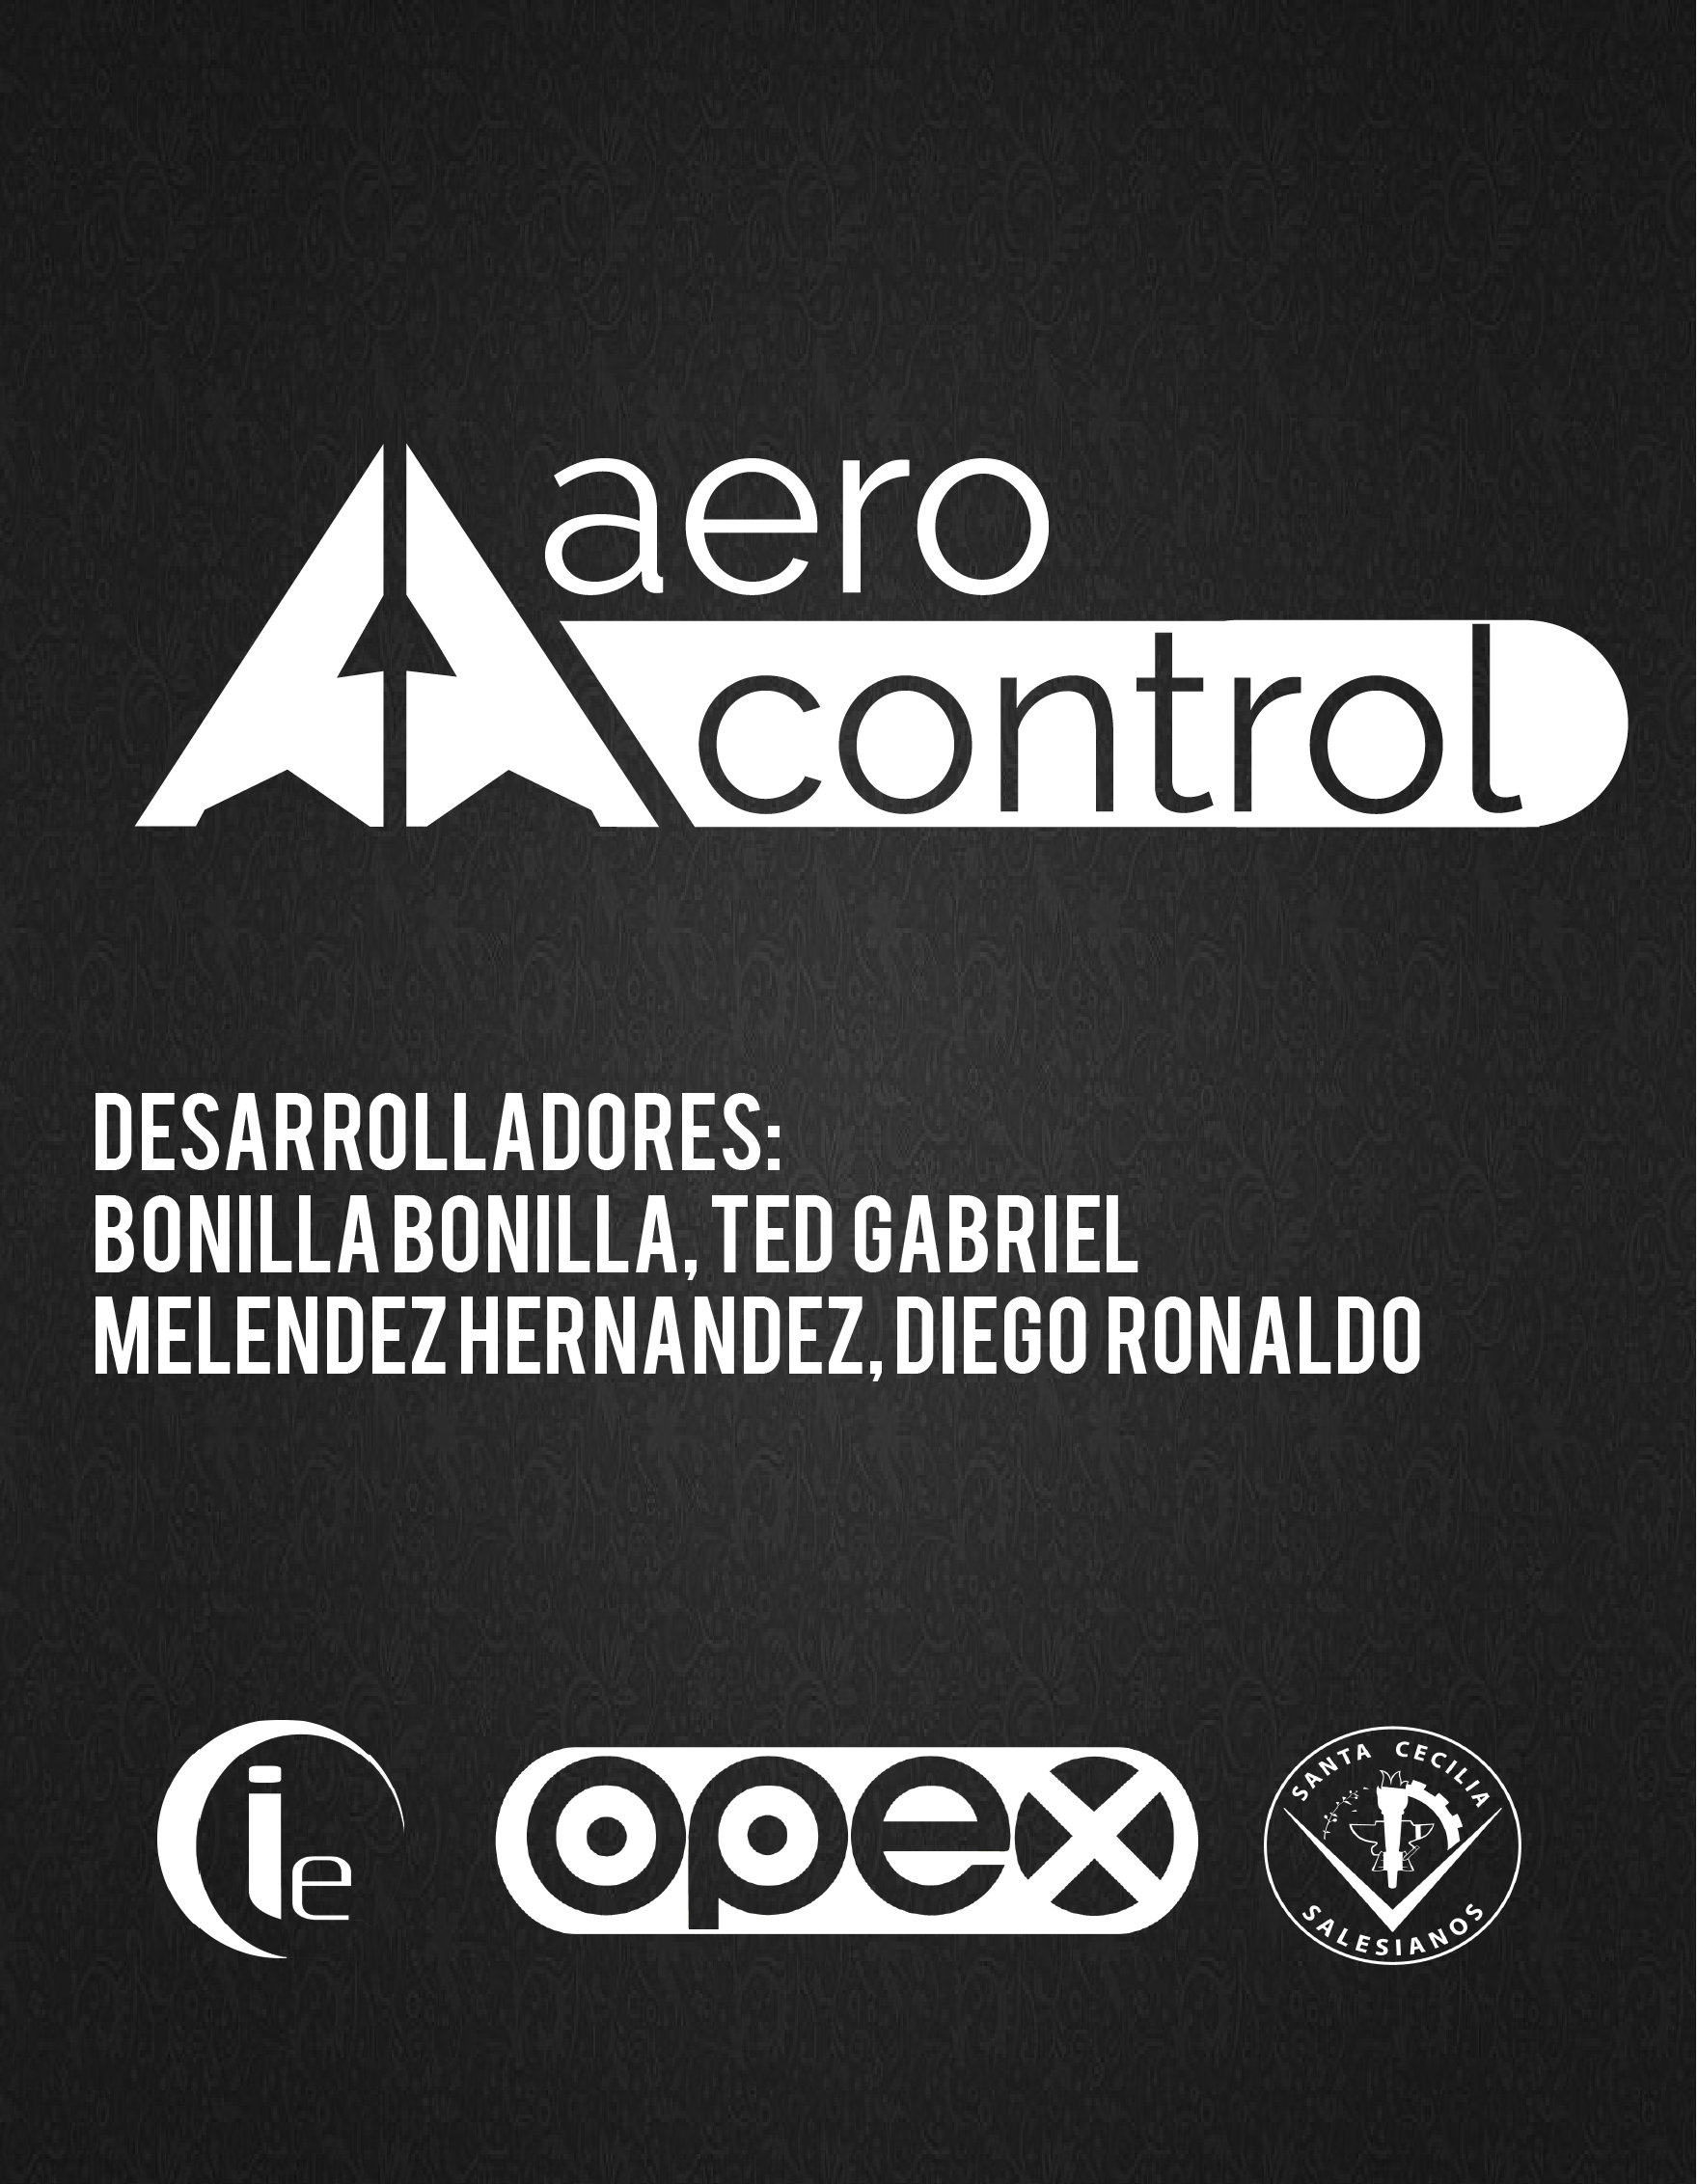 aero
control
DESARROLLADORES:
BONILLA BONILLA, TED GABRIEL
MELENDEZ HERNANDEZ, DIEGO RONALDO
ie
opex
SANTA CECILIA
SALESIANOS